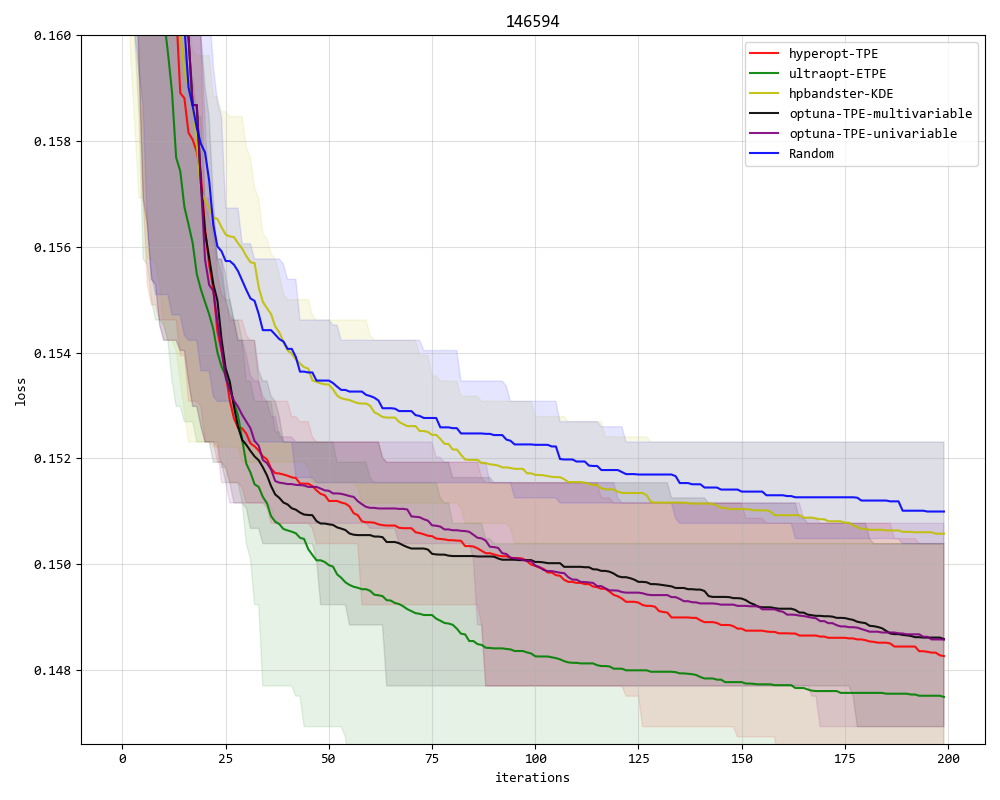 146594
0.160
0.158
0.156
0.154
0.152
0.150
0.148
loss
hyperopt-TPE
ultraopt-ETPE
hpbandster-KDE
optuna-TPE-multivariable
optuna-TPE-univariable
Random
0 25 50 75 100 125 150 175 200
iterations